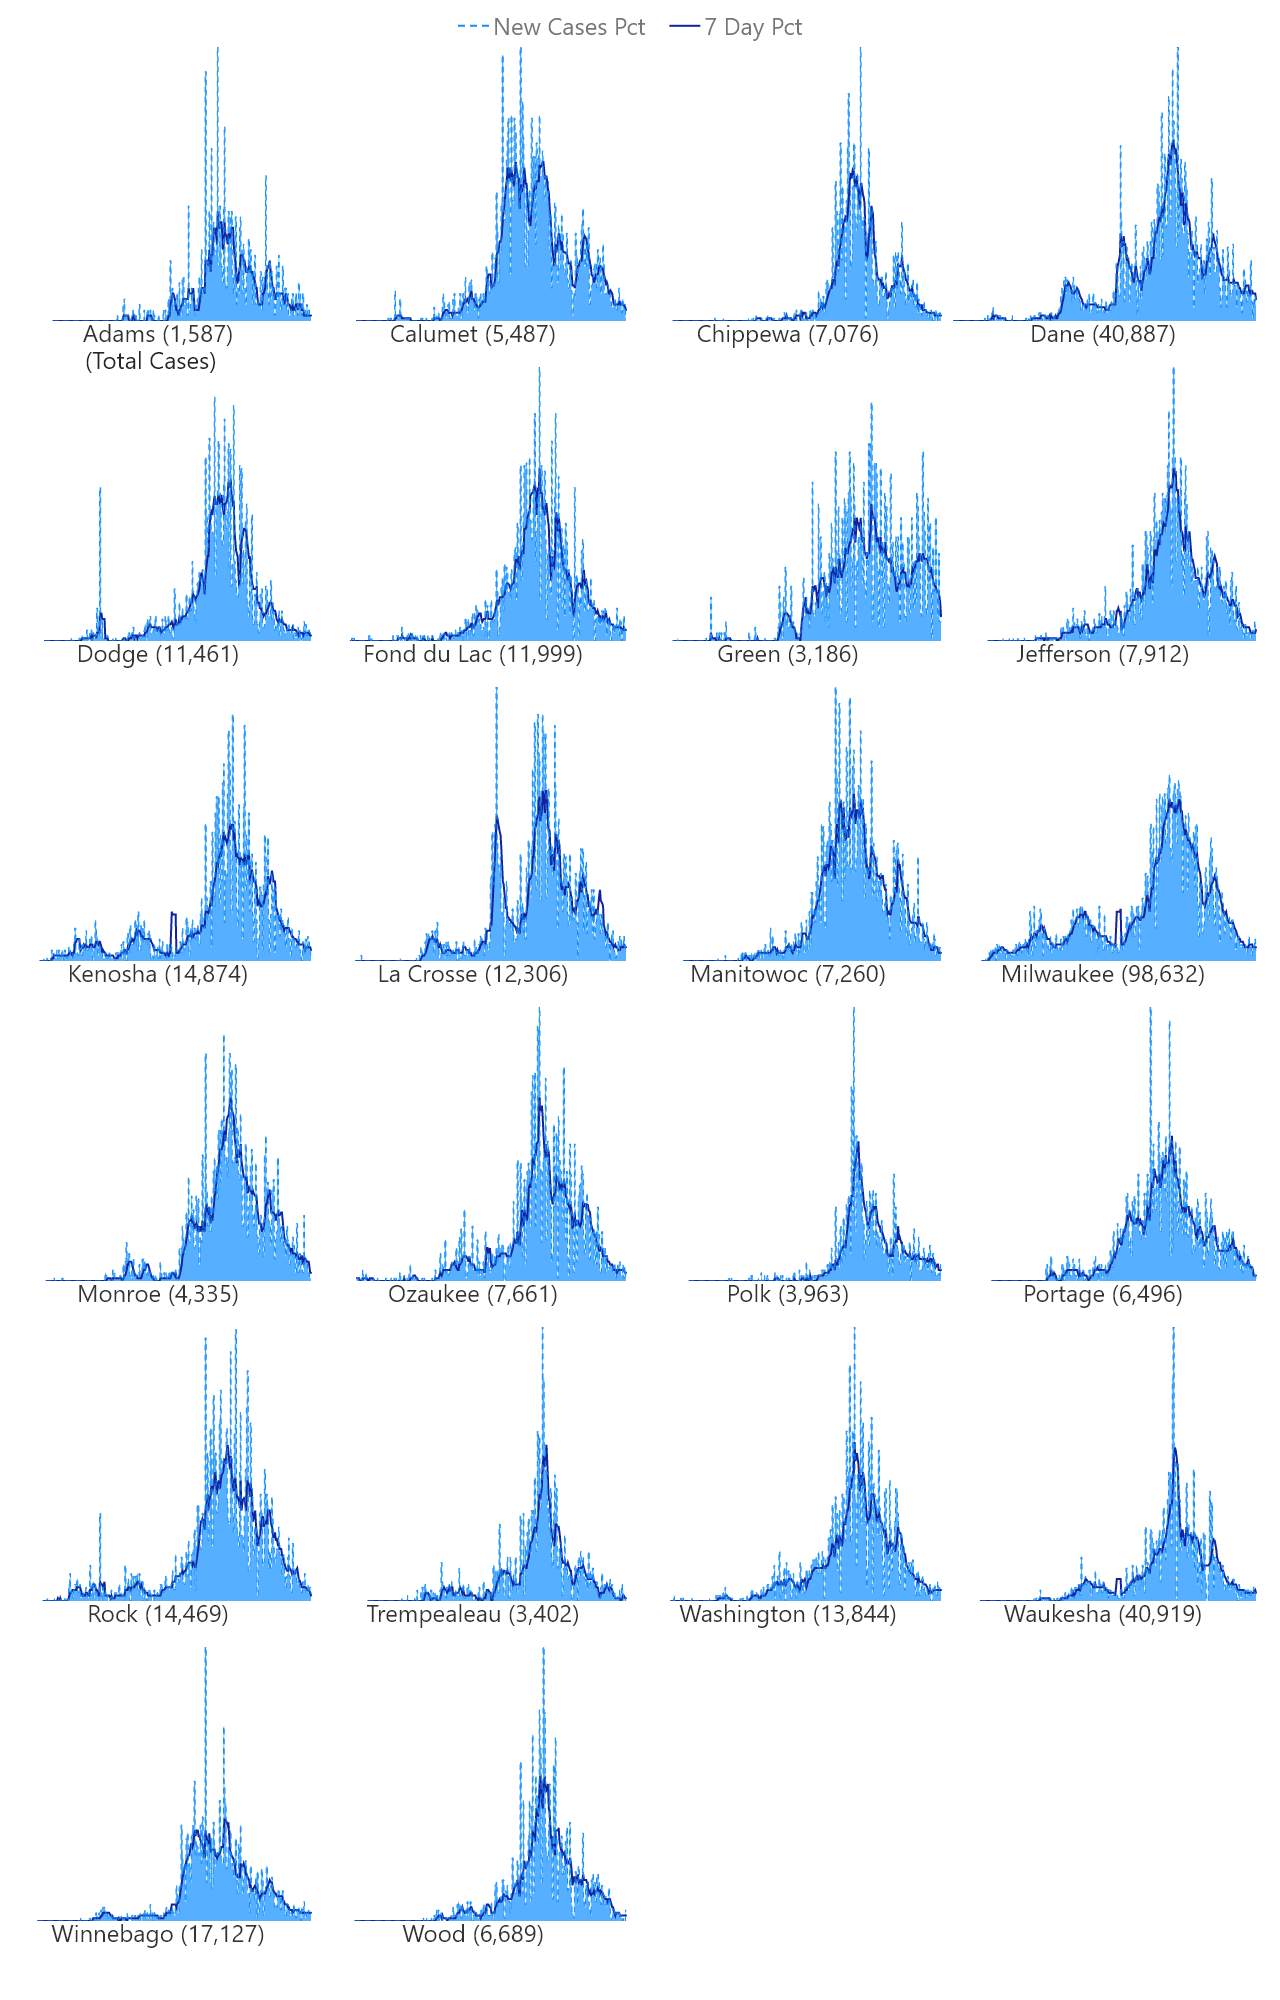 New Cases Pct 7 Day Pct
Adams (1,587) Calumet (5,487) Chippewa (7,076) Dane (40,887)
(Total Cases)
Dodge (11,461) Fond du Lac (11,999) Green (3,186) Jefferson (7,912)
Kenosha (14,874) La Crosse (12,306) Manitowoc (7,260) Milwaukee (98,632)
Monroe (4,335) Ozaukee (7,661) Polk (3,963) Portage (6,496)
Rock (14,469) Trempealeau (3,402) Washington (13,844) Waukesha (40,919)
Winnebago (17,127) Wood (6,689)